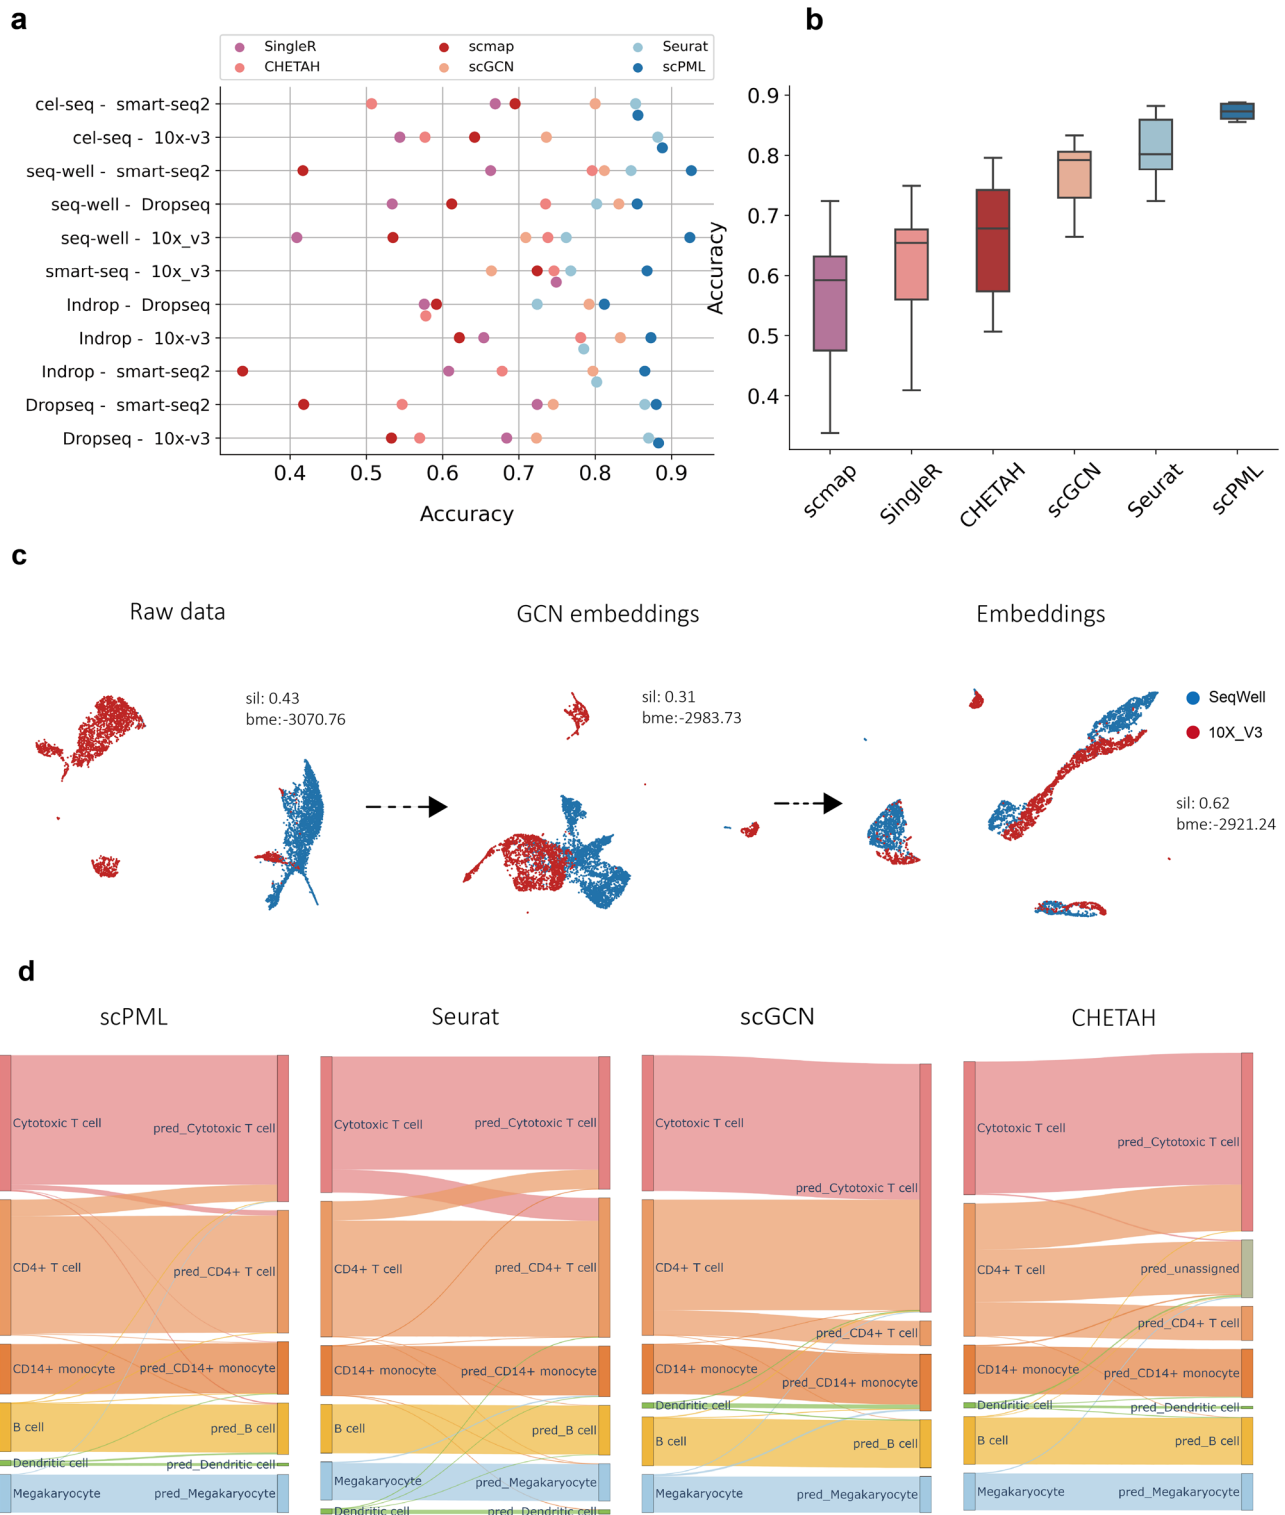 a
SingleR
scmap
Seurat
CHETAH
scGCN
scPML
cel-seq - smart-seq2
cel-seq - 10x-v3
seq-well - smart-seq2
seq-well - Dropseq
seq-well - 10x_v3
smart-seq - 10x_v3
Indrop - Dropseq
Indrop - 10x-v3
Indrop - smart-seq2
Dropseq - smart-seq2
Dropseq - 10x-v3
0.4 0.5 0.6 0.7 0.8 0.9
Accuracy
b
0.9
0.8
0.7
0.6
0.5
0.4
Accuracy
scmap
SingleR
CHETAH
scGCN
Seurat
scPML
c
Raw data
GCN embeddings
Embeddings
sil: 0.43
bme:-3070.76
sil: 0.31
bme:-2983.73
SeqWell
10X_V3
sil: 0.62
bme:-2921.24
d
scPML
Cytotoxic T cell
pred_Cytotoxic T cell
CD4+ T cell
pred_CD4+ T cell
CD14+ monocyte
pred_CD14+ monocyte
B cell
pred_B cell
Dendritic cell
pred_Dendritic cell
Megakaryocyte
pred_Megakaryocyte
Seurat
Cytotoxic T cell
pred_Cytotoxic T cell
CD4+ T cell
pred_CD4+ T cell
CD14+ monocyte
pred_CD14+ monocyte
B cell
pred_B cell
Megakaryocyte
pred_Megakaryocyte
Dendritic cell
pred_Dendritic cell
scGCN
Cytotoxic T cell
pred_Cytotoxic T cell
CD4+ T cell
pred_CD4+ T cell
CD14+ monocyte
pred_CD14+ monocyte
Dendritic cell
B cell
pred_B cell
Megakaryocyte
pred_Megakaryocyte
CHETAH
Cytotoxic T cell
pred_Cytotoxic T cell
CD4+ T cell
pred_unassigned
pred_CD4+ T cell
CD14+ monocyte
pred_CD14+ monocyte
Dendritic cell
pred_Dendritic cell
B cell
pred_B cell
Megakaryocyte
pred_Megakaryocyte